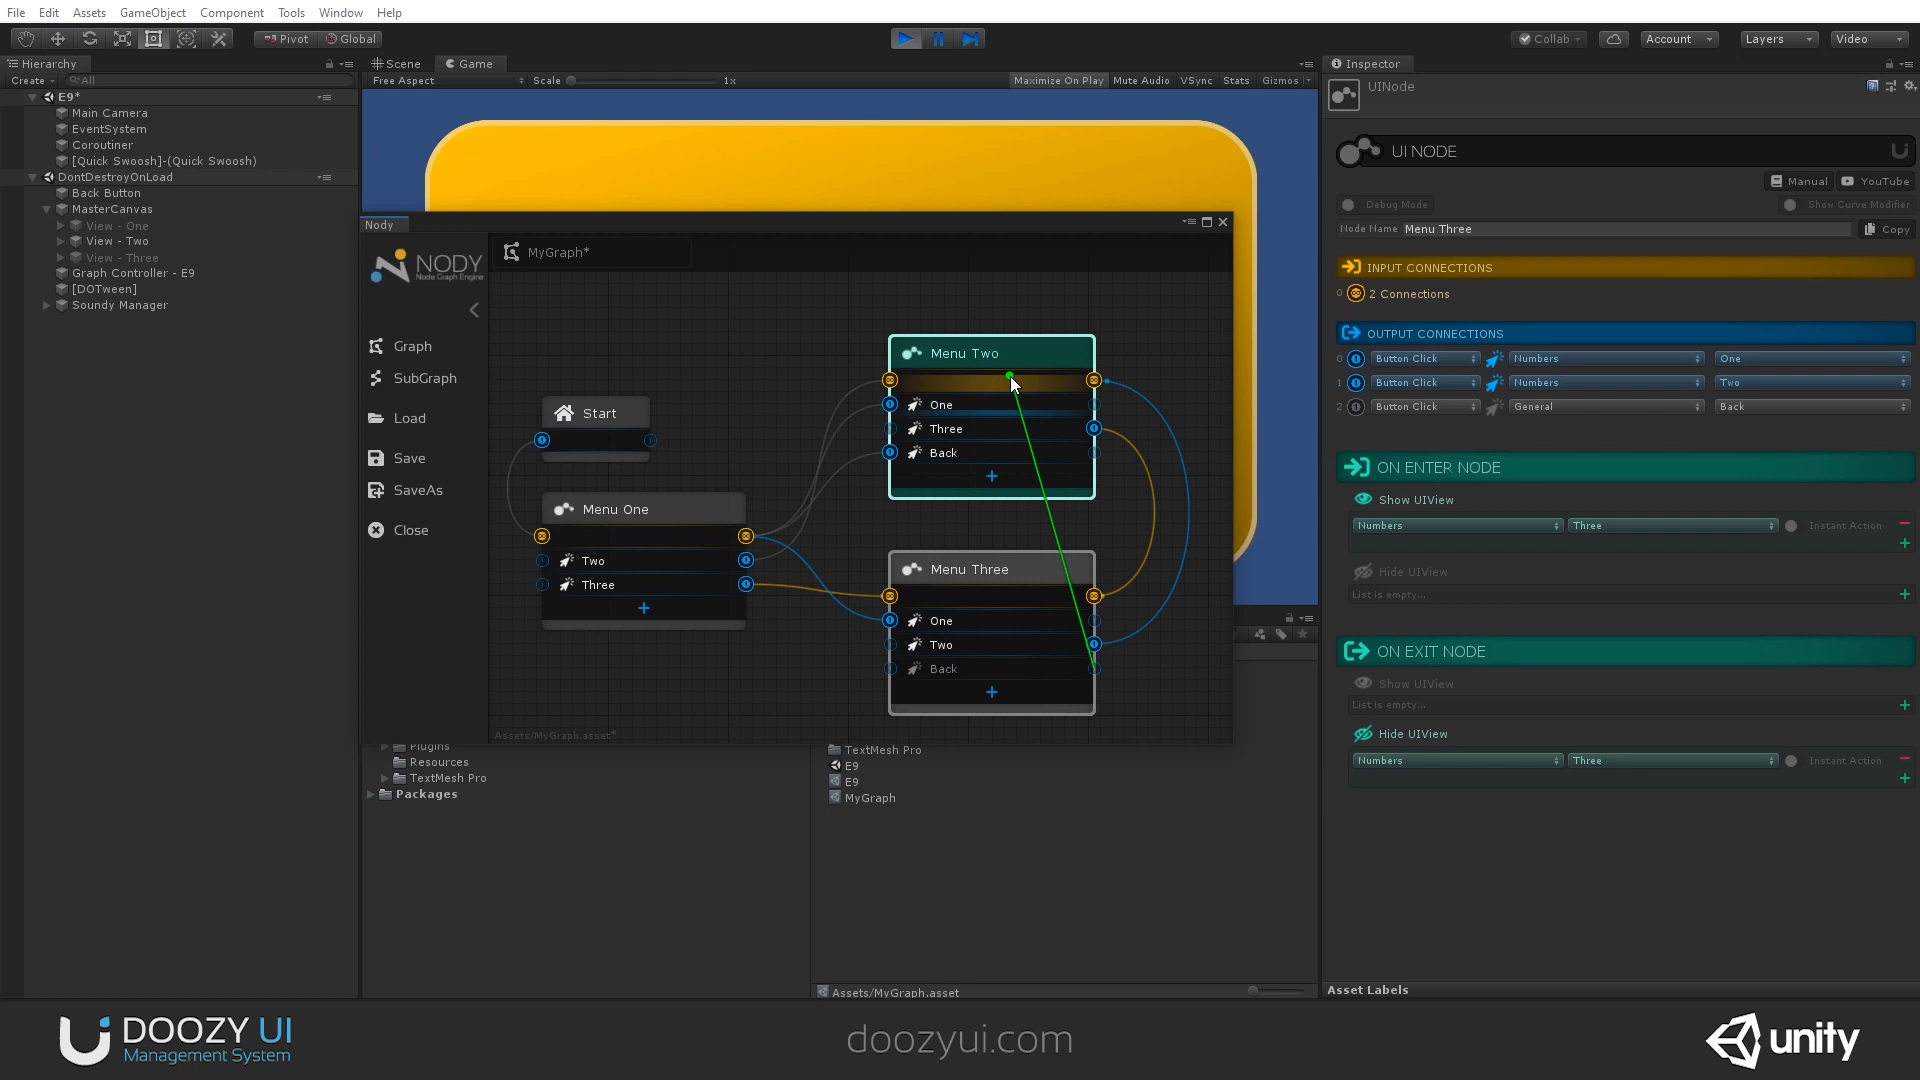 File Edit Assets GameObject Component Tools Window Help
Pivot Global
Collab Account Layers Video
Hierarchy
Scene Game
Inspector
Create All
Free Aspect Scale 1x Maximize On Play Mute Audio VSync Stats Gizmos
UINode
E9*
Main Camera
EventSystem
Coroutiner
[Quick Swoosh]-(Quick Swoosh)
DontDestroyOnLoad
Back Button
MasterCanvas
View - One
View - Two
View - Three
Graph Controller - E9
[DOTween]
Soundy Manager
Nody
NODY
Node Graph Engine
MyGraph*
Graph
SubGraph
Load
Save
SaveAs
Close
Start
Menu One
Two
Three
Menu Two
One
Three
Back
Menu Three
One
Two
Back
Assets/MyGraph.asset*
UI NODE
Manual YouTube
Debug Mode Show Curve Modifier
Node Name Menu Three Copy
INPUT CONNECTIONS
0 2 Connections
OUTPUT CONNECTIONS
0 Button Click Numbers One
1 Button Click Numbers Two
2 Button Click General Back
ON ENTER NODE
Show UIView
Numbers Three Instant Action
Hide UIView
List is empty...
ON EXIT NODE
Show UIView
List is empty...
Hide UIView
Numbers Three Instant Action
Plugins
Resources
TextMesh Pro
Packages
TextMesh Pro
E9
E9
MyGraph
Assets/MyGraph.asset
Asset Labels
DOOZY UI
Management System
doozyui.com
unity